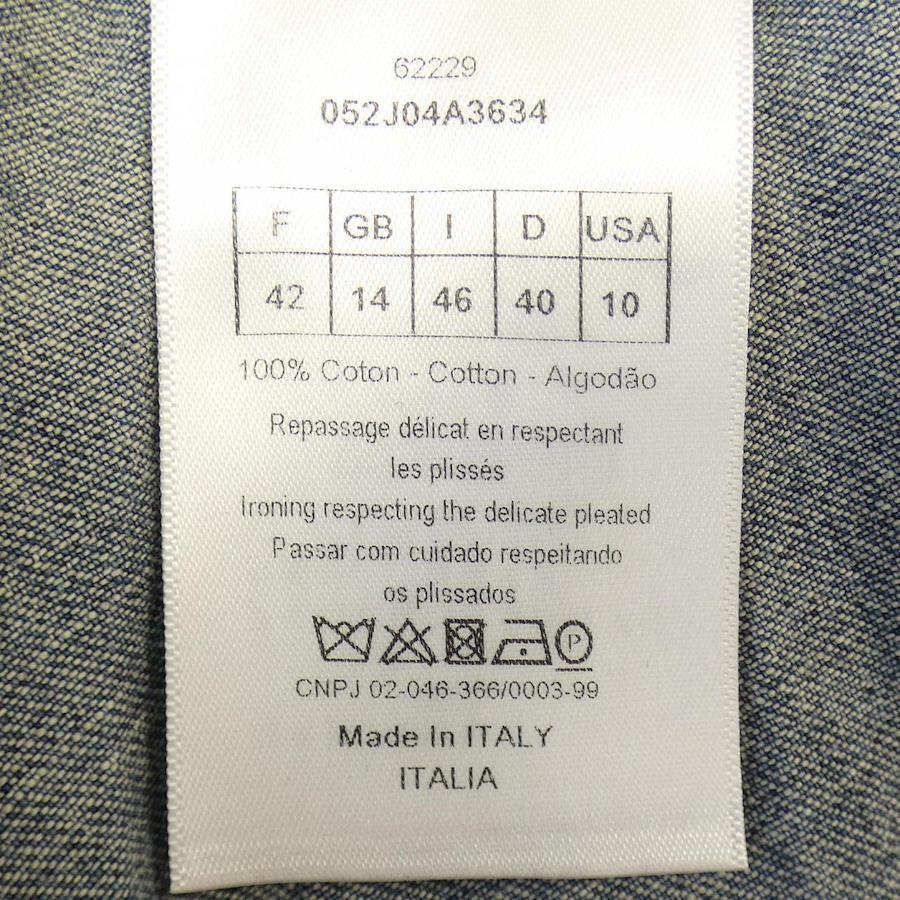 62229
052J04A3634
F GB I D USA
42 14 46 40 10
100% Coton - Cotton - Algodão
Repassage délicat en respectant
les plissés
Ironing respecting the delicate pleated
Passar com cuidado respeitando
os plissados
P
CNPJ 02-046-366/0003-99
Made In ITALY
ITALIA